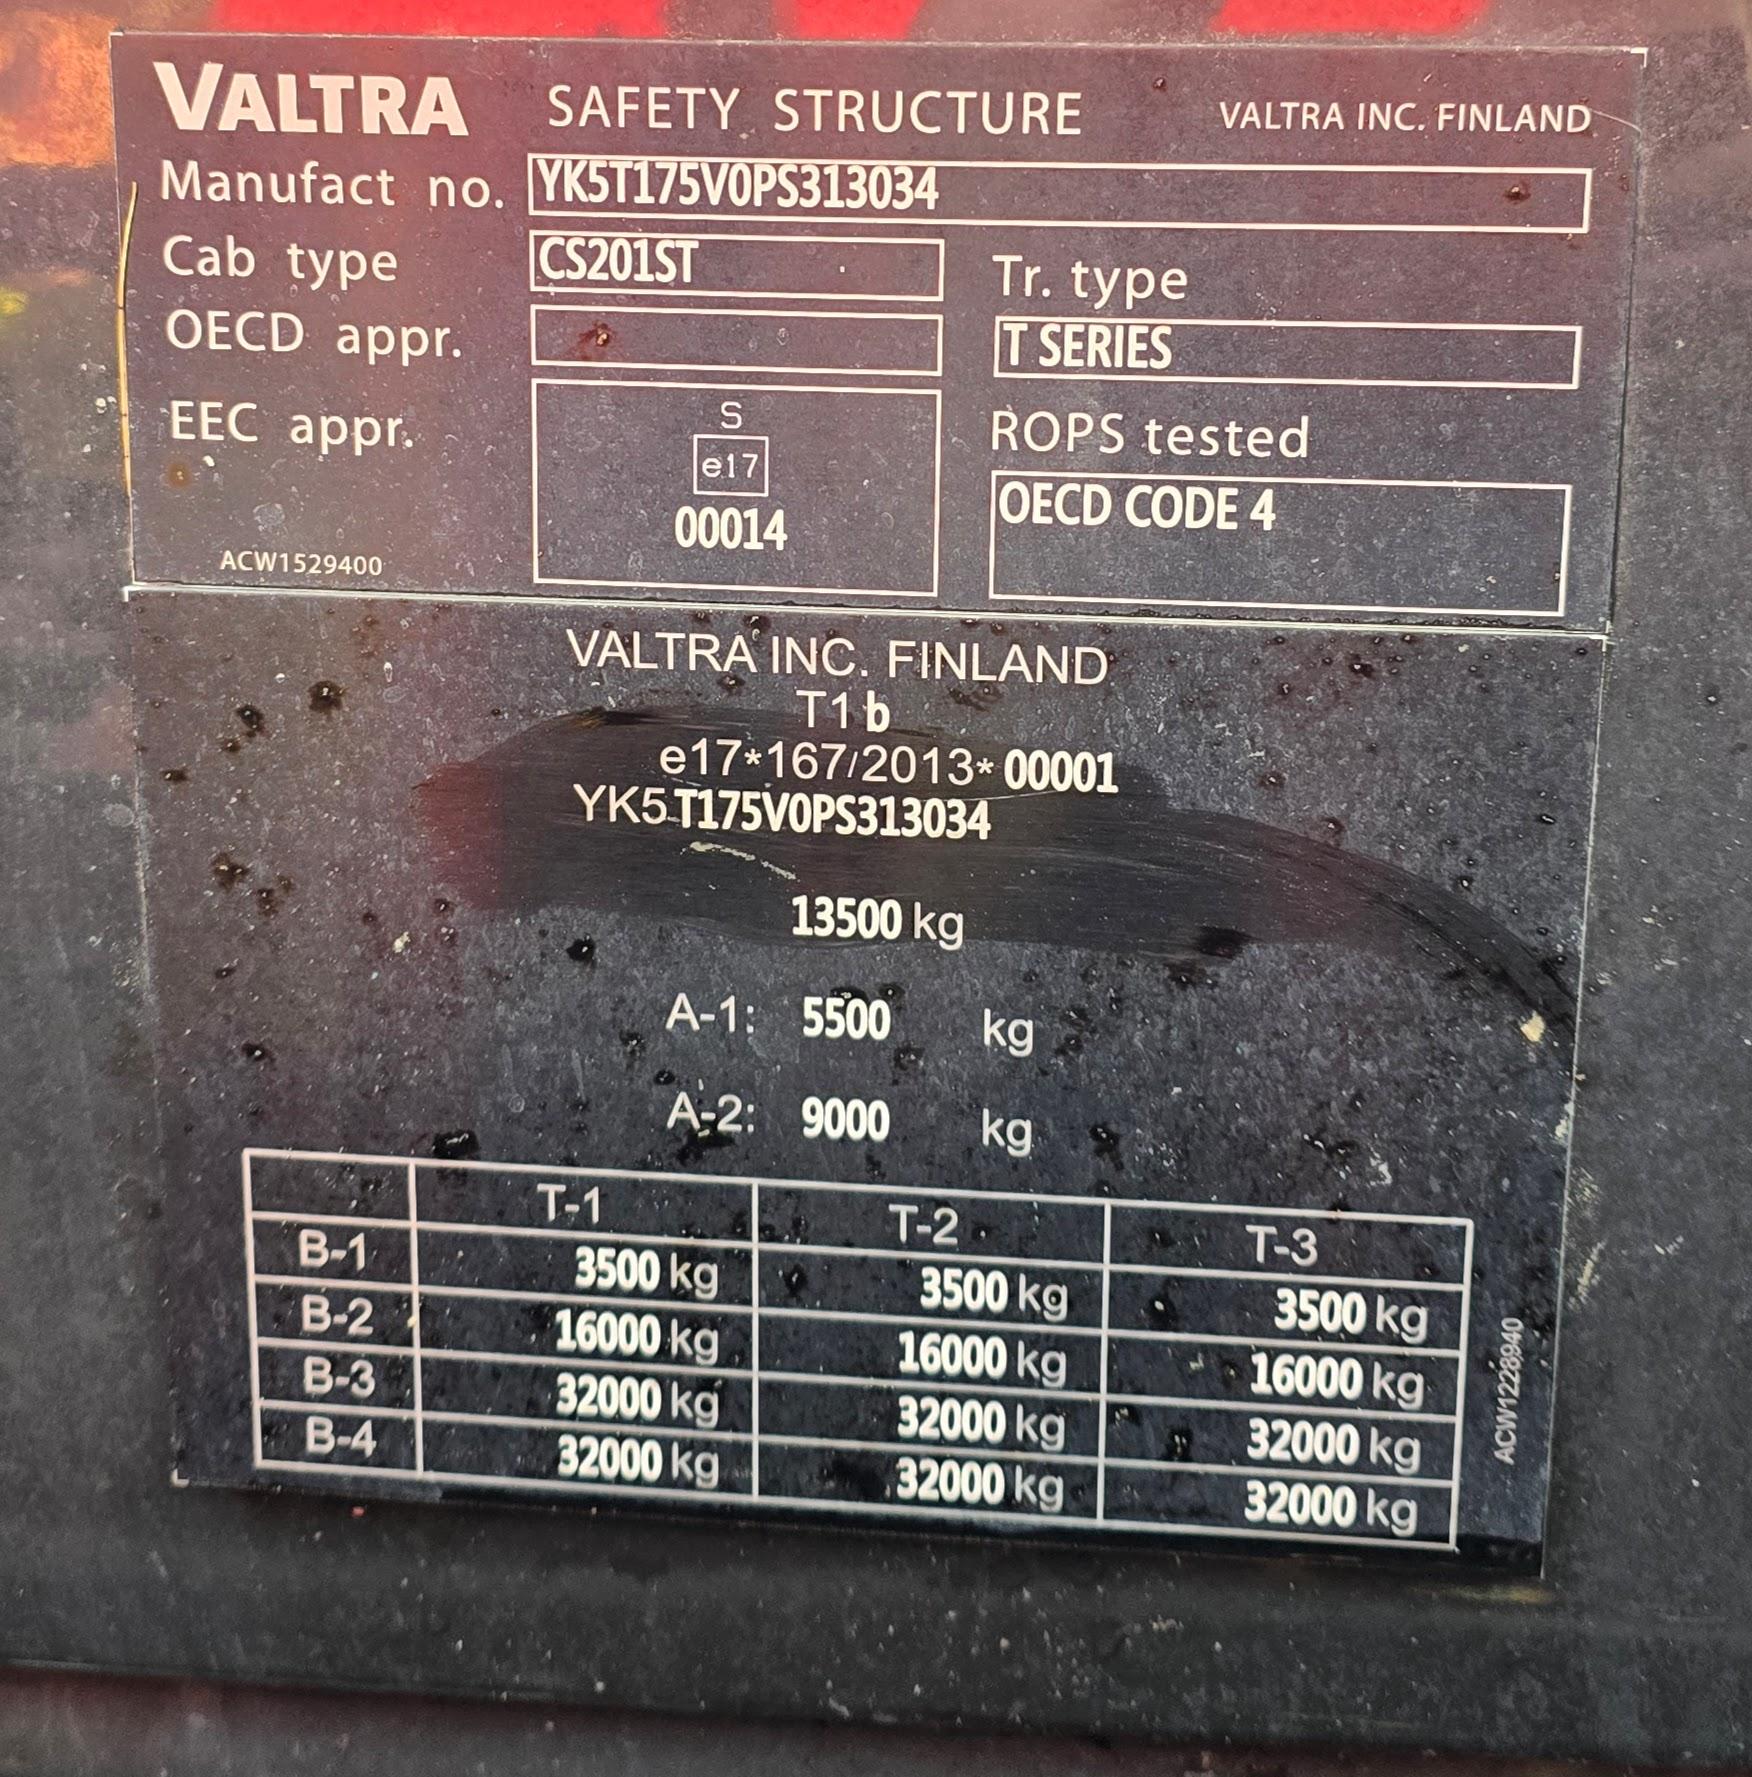 VALTRA SAFETY STRUCTURE VALTRA INC. FINLAND
Manufact no. YK5T175V0PS313034
Cab type CS201ST
Tr. type
OECD appr.
T SERIES
EEC appr.
S
e17
00014
ROPS tested
OECD CODE 4
ACW1529400
VALTRA INC. FINLAND
T1 b
e17*167/2013* 00001
YK5 T175V0PS313034
13500 kg
A-1: 5500 kg
A-2: 9000 kg
T-1 T-2 T-3
B-1 3500 kg 3500 kg 3500 kg
B-2 16000 kg 16000 kg 16000 kg
B-3 32000 kg 32000 kg 32000 kg
B-4 32000 kg 32000 kg 32000 kg
ACW1228940